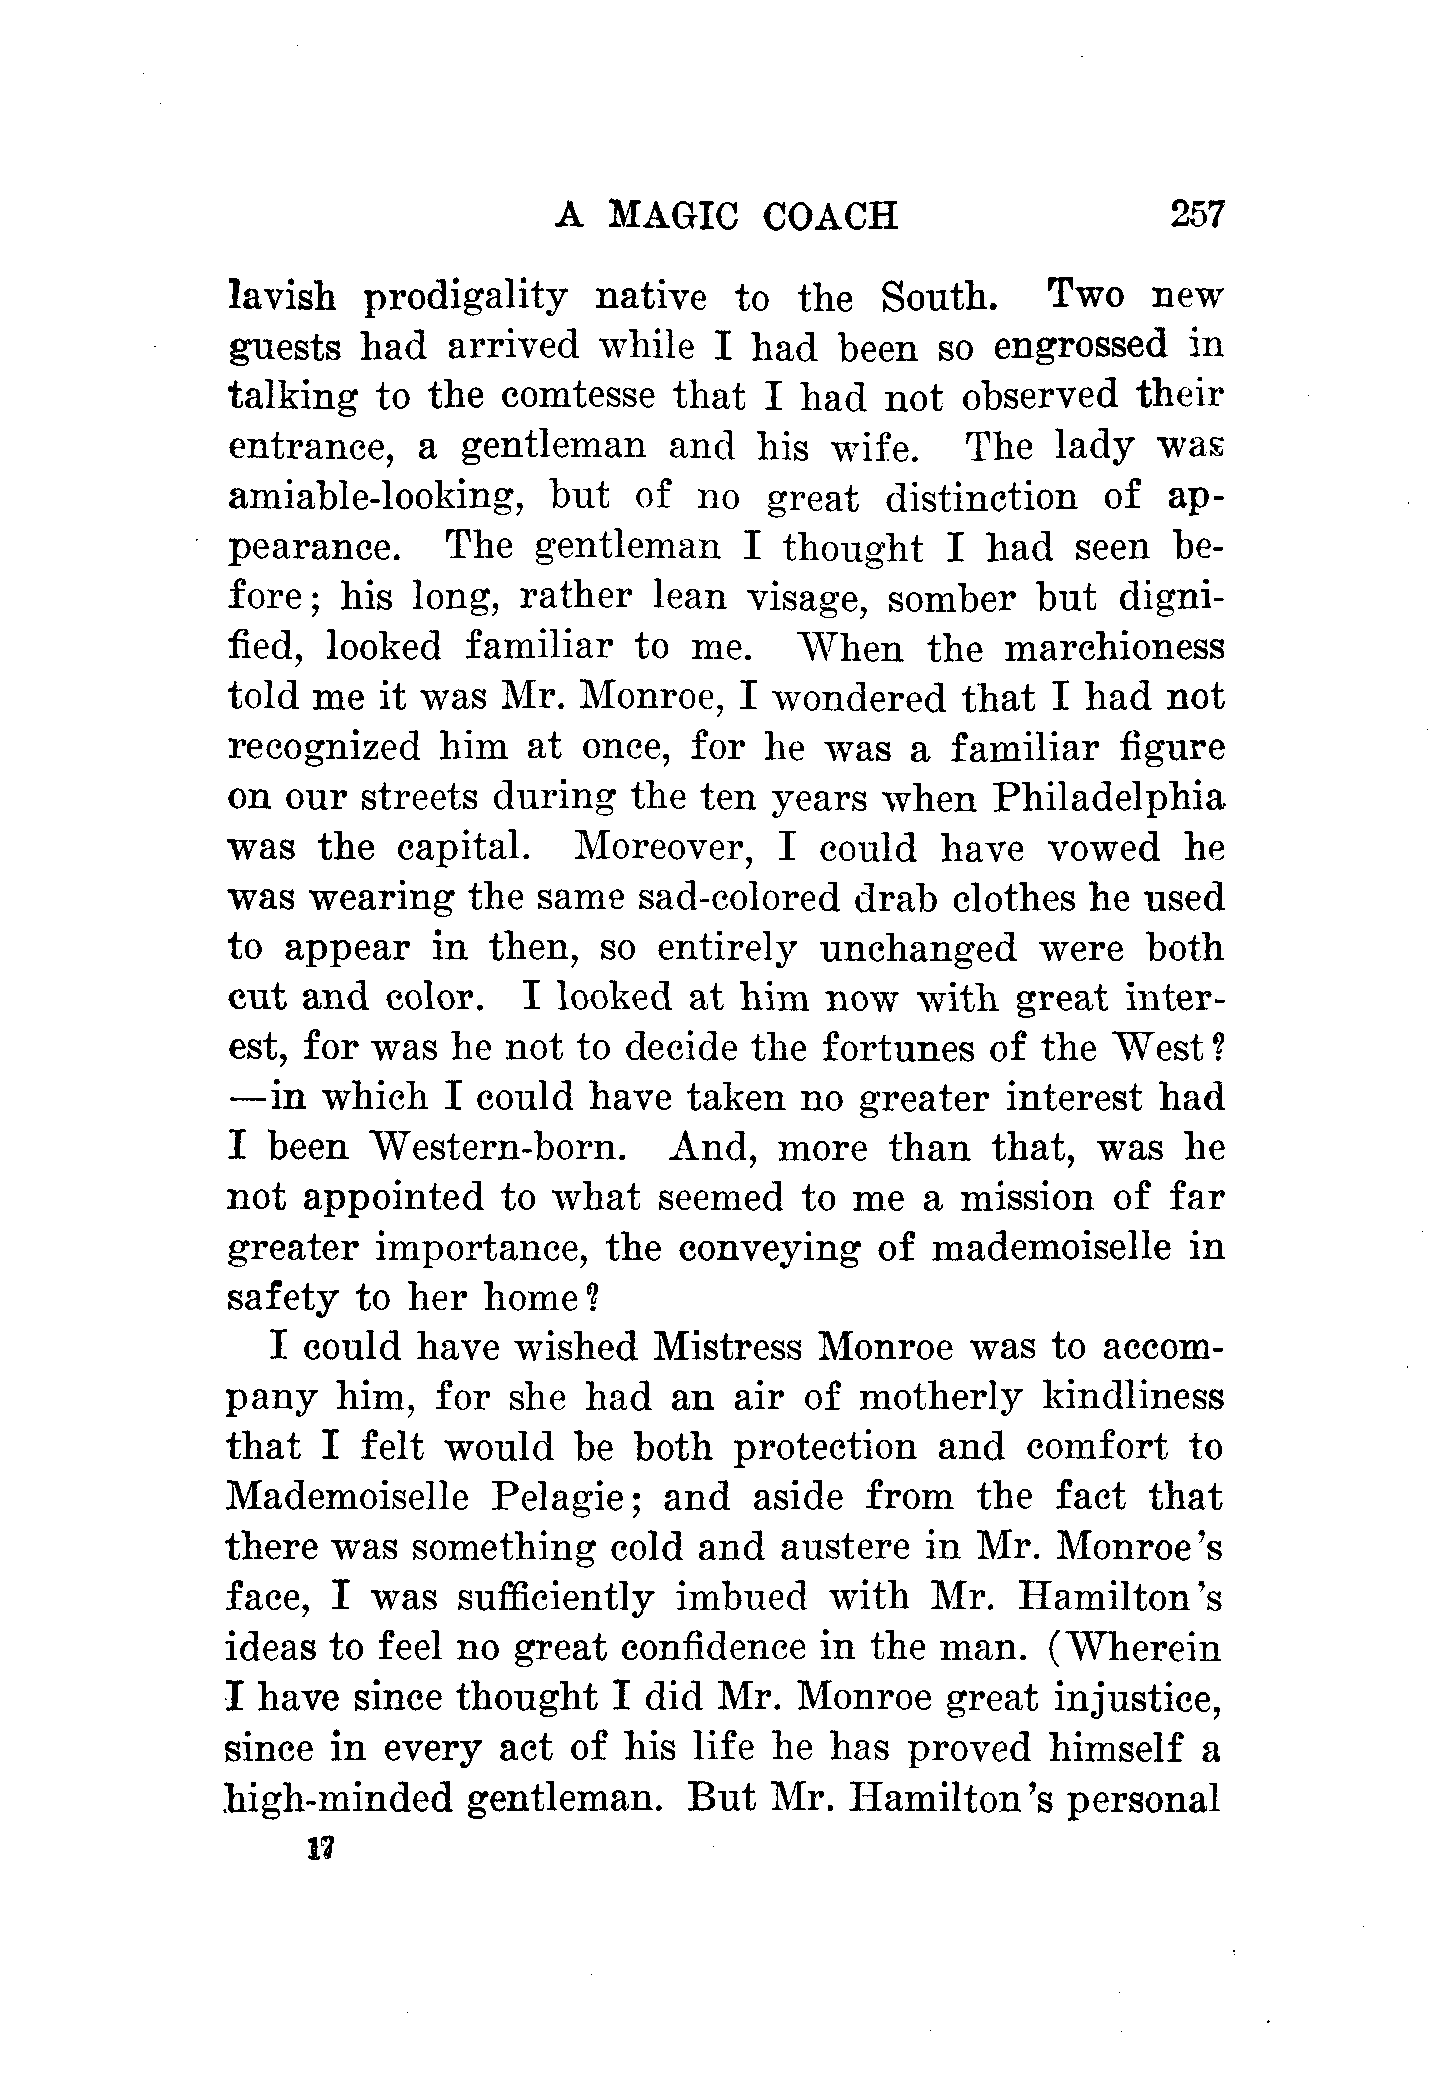 A MAGIC COACH 257
lavish prodigality native to the South. Two new
guests had arrived while I had been so engrossed in
talking to the comtesse that I had not observed their
entrance, a gentleman and his wife. The lady was
amiable-looking, but of no great distinction of ap-
pearance. The gentleman I thought I had seen be-
fore; his long, rather lean visage, somber but digni-
fied, looked familiar to me. When the marchioness
told me it was Mr. Monroe, I wondered that I had not
recognized him at once, for he was a familiar figure
on our streets during the ten years when Philadelphia
was the capital. Moreover, I could have vowed he
was wearing the same sad-colored drab clothes he used
to appear in then, so entirely unchanged were both
cut and color. I looked at him now with great inter-
est, for was he not to decide the fortunes of the West?
—in which I could have taken no greater interest had
I been Western-born. And, more than that, was he
not appointed to what seemed to me a mission of far
greater importance, the conveying of mademoiselle in
safety to her home?
I could have wished Mistress Monroe was to accom-
pany him, for she had an air of motherly kindliness
that I felt would be both protection and comfort to
Mademoiselle Pelagie; and aside from the fact that
there was something cold and austere in Mr. Monroe's
face, I was sufficiently imbued with Mr. Hamilton's
ideas to feel no great confidence in the man. (Wherein
I have since thought I did Mr. Monroe great injustice,
since in every act of his life he has proved himself a
high-minded gentleman. But Mr. Hamilton's personal
17